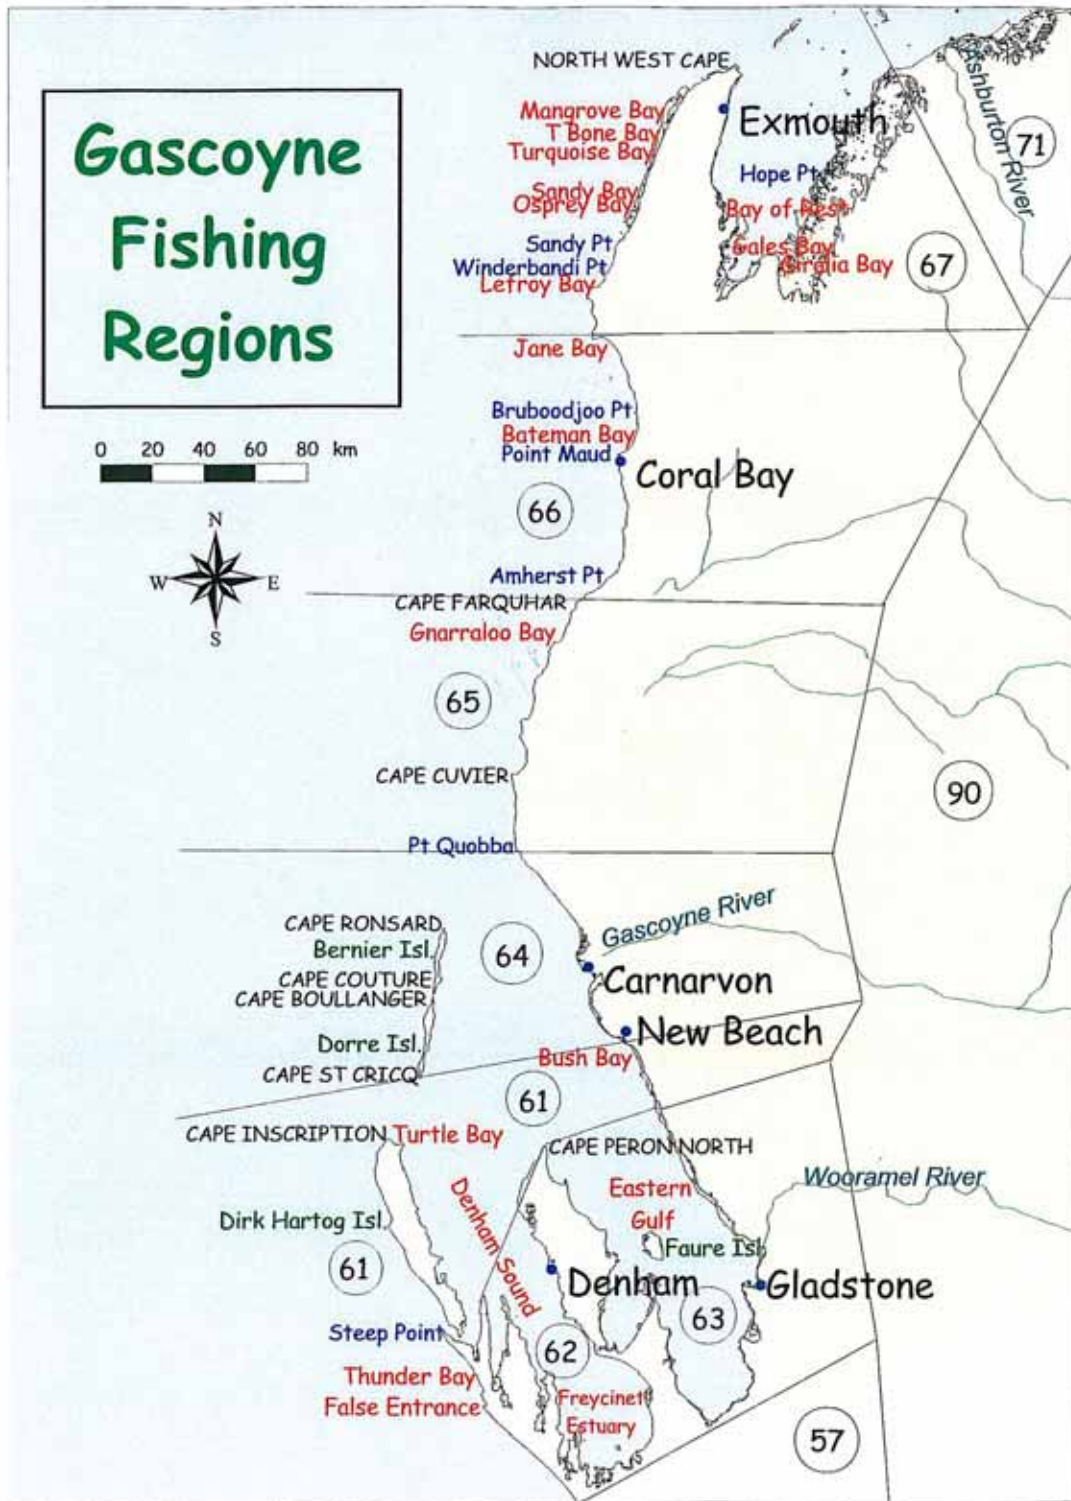 Gascoyne
Fishing
Regions
0 20 40 60 80 km
N
W E
S
NORTH WEST CAPE
Mangrove Bay
Exmouth
T Bone Bay
Turquoise Bay
Ashburton River
71
Hope Pt
Sandy Bay
Osprey Bay
Bay of Rest
Sandy Pt
Gales Bay
Winderbandi Pt
Giralia Bay
67
Lefroy Bay
Jane Bay
Bruboodjoo Pt
Bateman Bay
Point Maud
Coral Bay
66
Amherst Pt
CAPE FARQUHAR
Gnarraloo Bay
65
CAPE CUVIER
90
Pt Quobba
CAPE RONSARD
Gascoyne River
Bernier Isl.
64
CAPE COUTURE
Carnarvon
CAPE BOULLANGER
New Beach
Dorre Isl.
Bush Bay
CAPE ST CRICQ
61
CAPE INSCRIPTION
Turtle Bay
CAPE PERON NORTH
Wooramel River
Eastern
Gulf
Denham Sound
Dirk Hartog Isl.
Faure Isl.
61
Denham
Gladstone
63
Steep Point
62
Thunder Bay
False Entrance
Freycinet
Estuary
57